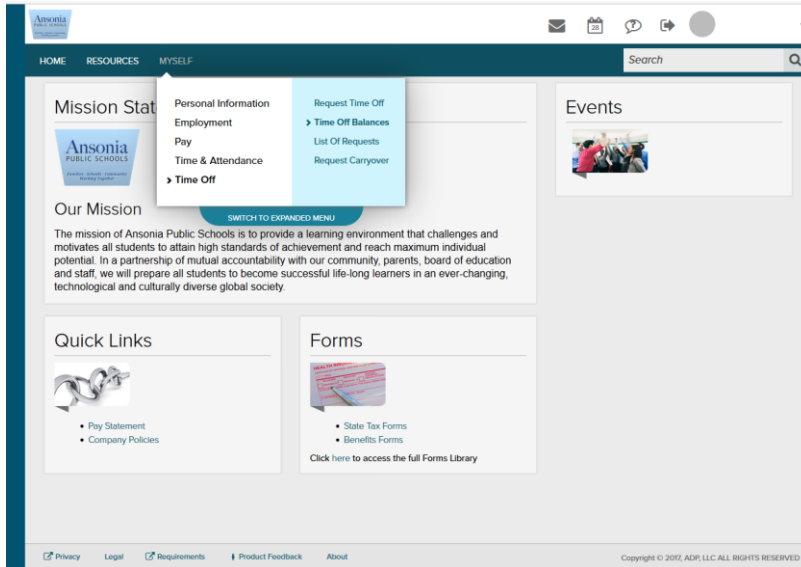 Ansonia
PUBLIC SCHOOLS
28
HOME RESOURCES MYSELF
Search
Personal Information
Employment
Pay
Time & Attendance
Time Off
Request Time Off
Time Off Balances
List Of Requests
Request Carryover
SWITCH TO EXPANDED MENU
Mission Stat
Ansonia
PUBLIC SCHOOLS
Our Mission
The mission of Ansonia Public Schools is to provide a learning environment that challenges and
motivates all students to attain high standards of achievement and reach maximum individual
potential. In a partnership of mutual accountability with our community, parents, board of education
and staff, we will prepare all students to become successful life-long learners in an ever-changing,
technological and culturally diverse global society.
Events
Quick Links
• Pay Statement
• Company Policies
Forms
• State Tax Forms
• Benefits Forms
Click here to access the full Forms Library
Privacy Legal Requirements Product Feedback About
Copyright © 2017, ADP, LLC ALL RIGHTS RESERVED